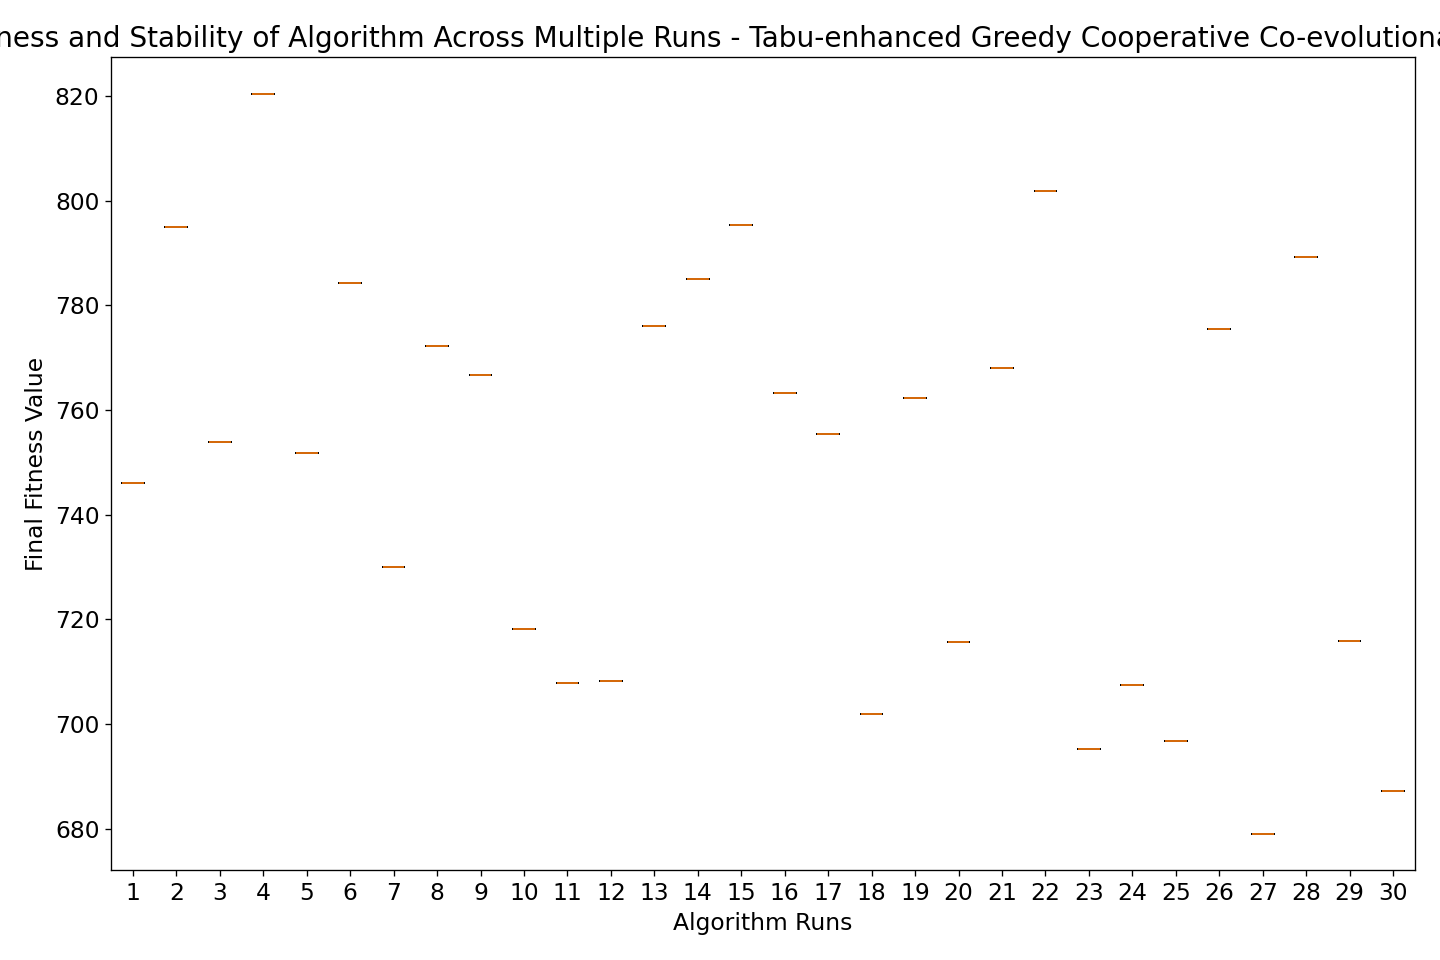 ness and Stability of Algorithm Across Multiple Runs - Tabu-enhanced Greedy Cooperative Co-evolutiona
820
800
780
760
740
720
700
680
Final Fitness Value
1 2 3 4 5 6 7 8 9 10 11 12 13 14 15 16 17 18 19 20 21 22 23 24 25 26 27 28 29 30
Algorithm Runs